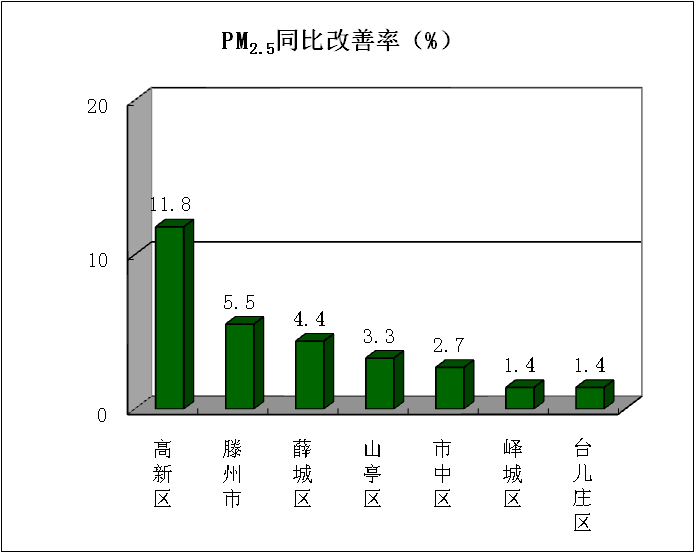 PM2.5同比改善率（%）
20
10
0
11.8
5.5
4.4
3.3
2.7
1.4
1.4
高新区
滕州市
薛城区
山亭区
市中区
峄城区
台儿庄区